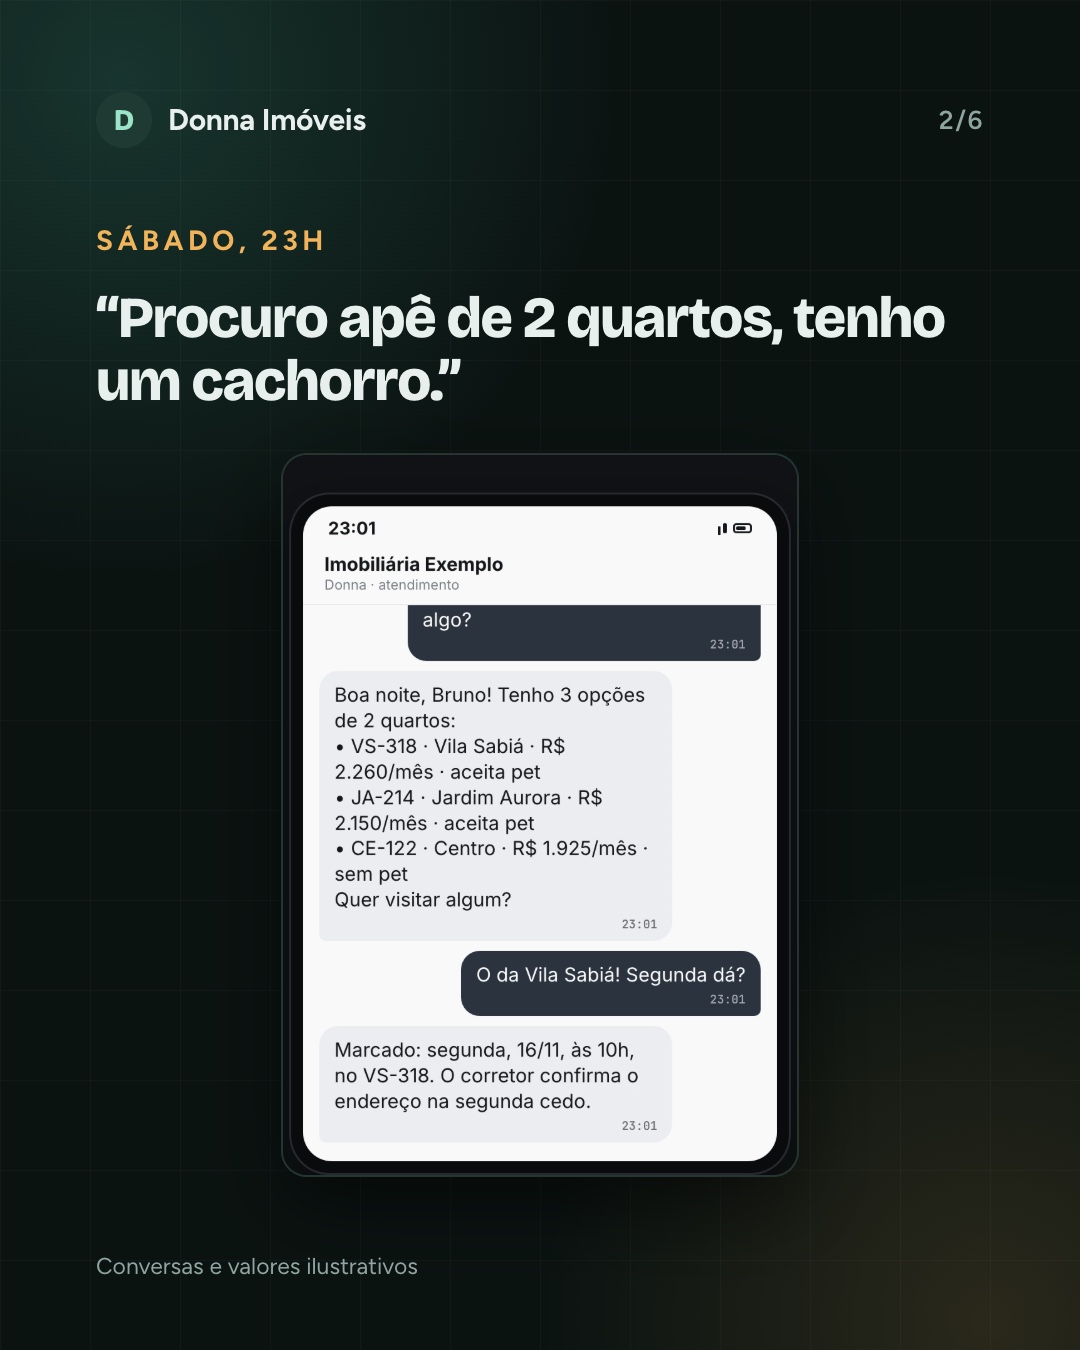 D
Donna Imóveis
2/6
SÁBADO, 23H
“Procuro apê de 2 quartos, tenho
um cachorro.”
23:01
Imobiliária Exemplo
Donna · atendimento
algo?
23:01
Boa noite, Bruno! Tenho 3 opções
de 2 quartos:
• VS-318 · Vila Sabiá · R$
2.260/mês · aceita pet
• JA-214 · Jardim Aurora · R$
2.150/mês · aceita pet
• CE-122 · Centro · R$ 1.925/mês ·
sem pet
Quer visitar algum?
23:01
O da Vila Sabiá! Segunda dá?
23:01
Marcado: segunda, 16/11, às 10h,
no VS-318. O corretor confirma o
endereço na segunda cedo.
23:01
Conversas e valores ilustrativos